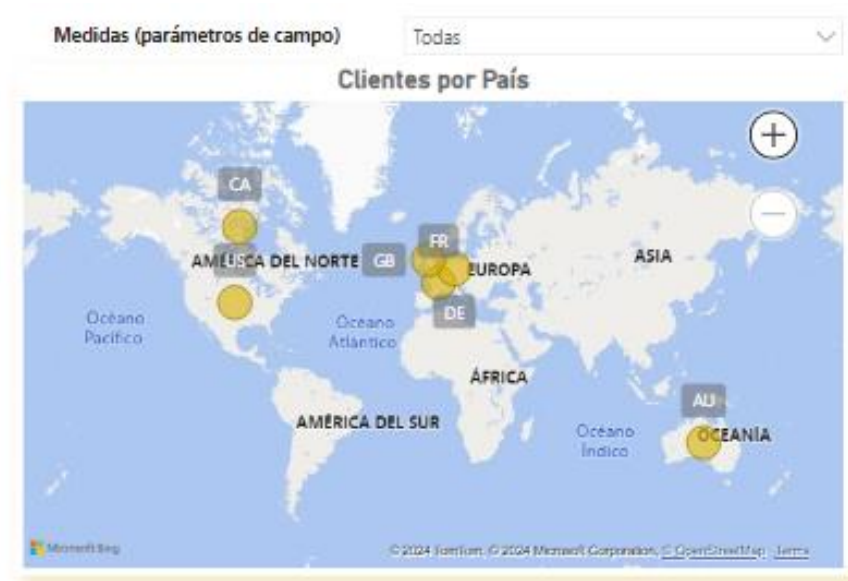 Medidas (parámetros de campo)
Todas
Clientes por País
CA
FR
US
AMÉRICA DEL NORTE
GB
EUROPA
ASIA
DE
Océano
Pacífico
Océano
Atlántico
ÁFRICA
AU
AMÉRICA DEL SUR
Océano
Índico
OCEANÍA
Microsoft Bing
© 2024 TomTom, © 2024 Microsoft Corporation, © OpenStreetMap Terms